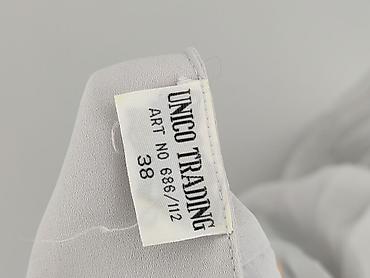 UNICO TRADING
ART NO 686/112
38